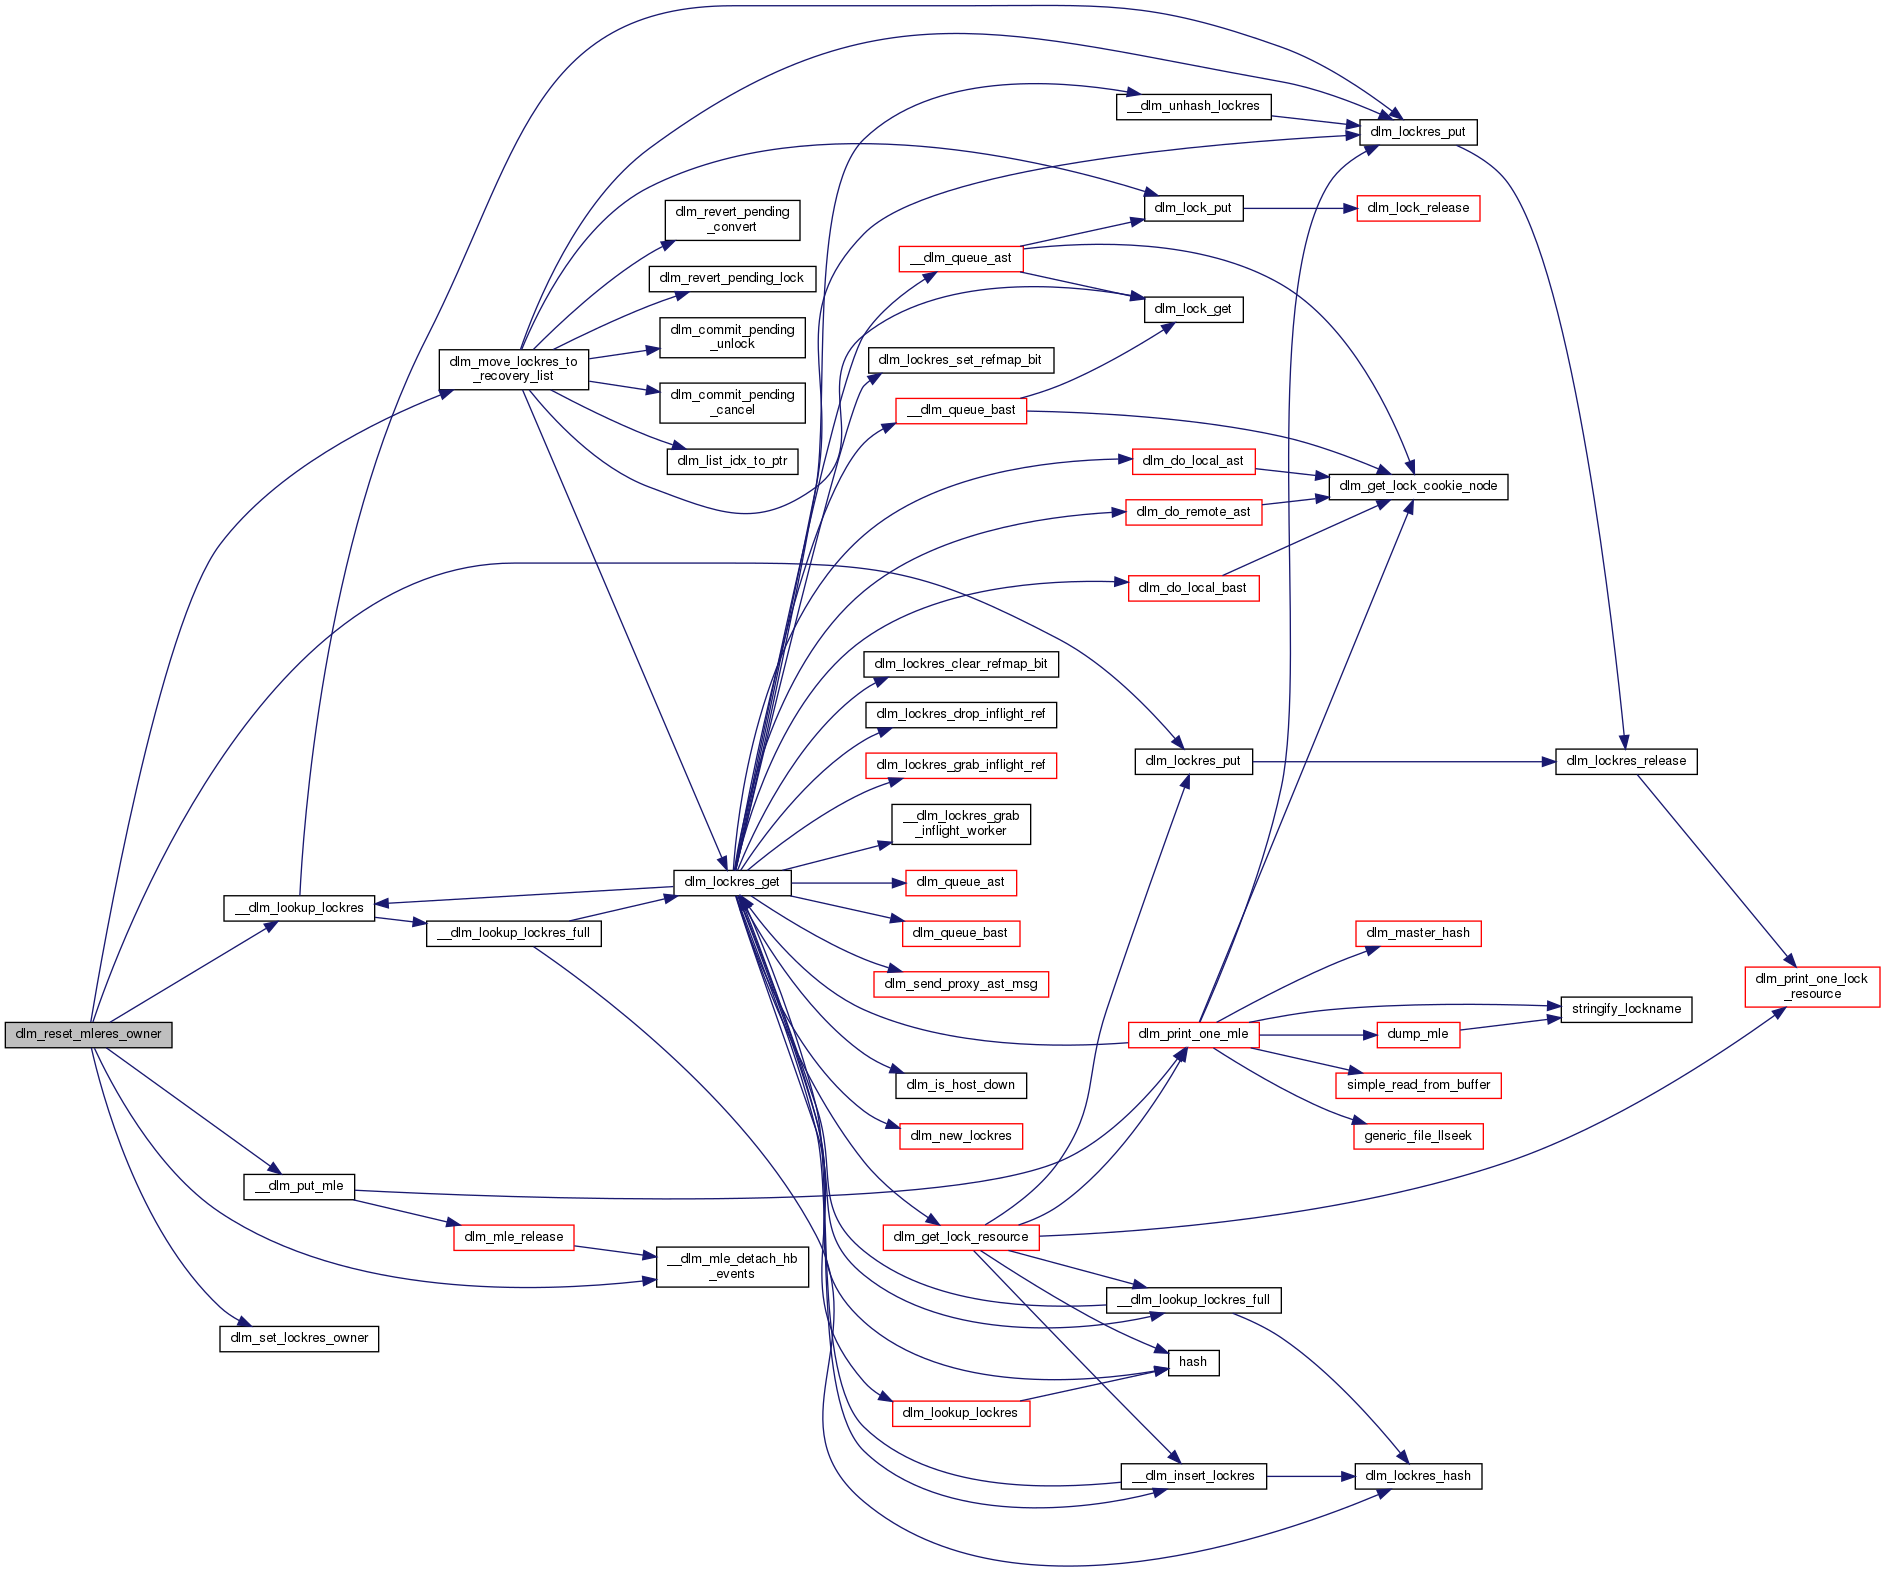 __dlm_unhash_lockres
dlm_lockres_put
dlm_lock_put
dlm_lock_release
dlm_revert_pending
_convert
__dlm_queue_ast
dlm_revert_pending_lock
dlm_lock_get
dlm_commit_pending
_unlock
dlm_lockres_set_refmap_bit
dlm_move_lockres_to
_recovery_list
dlm_commit_pending
_cancel
__dlm_queue_bast
dlm_list_idx_to_ptr
dlm_do_local_ast
dlm_get_lock_cookie_node
dlm_do_remote_ast
dlm_do_local_bast
dlm_lockres_clear_refmap_bit
dlm_lockres_drop_inflight_ref
dlm_lockres_grab_inflight_ref
dlm_lockres_put
dlm_lockres_release
__dlm_lockres_grab
_inflight_worker
dlm_lockres_get
dlm_queue_ast
__dlm_lookup_lockres
__dlm_lookup_lockres_full
dlm_queue_bast
dlm_master_hash
dlm_send_proxy_ast_msg
dlm_print_one_lock
_resource
stringify_lockname
dlm_reset_mleres_owner
dlm_print_one_mle
dump_mle
dlm_is_host_down
simple_read_from_buffer
dlm_new_lockres
generic_file_llseek
__dlm_put_mle
dlm_mle_release
dlm_get_lock_resource
__dlm_mle_detach_hb
_events
__dlm_lookup_lockres_full
dlm_set_lockres_owner
hash
dlm_lookup_lockres
__dlm_insert_lockres
dlm_lockres_hash